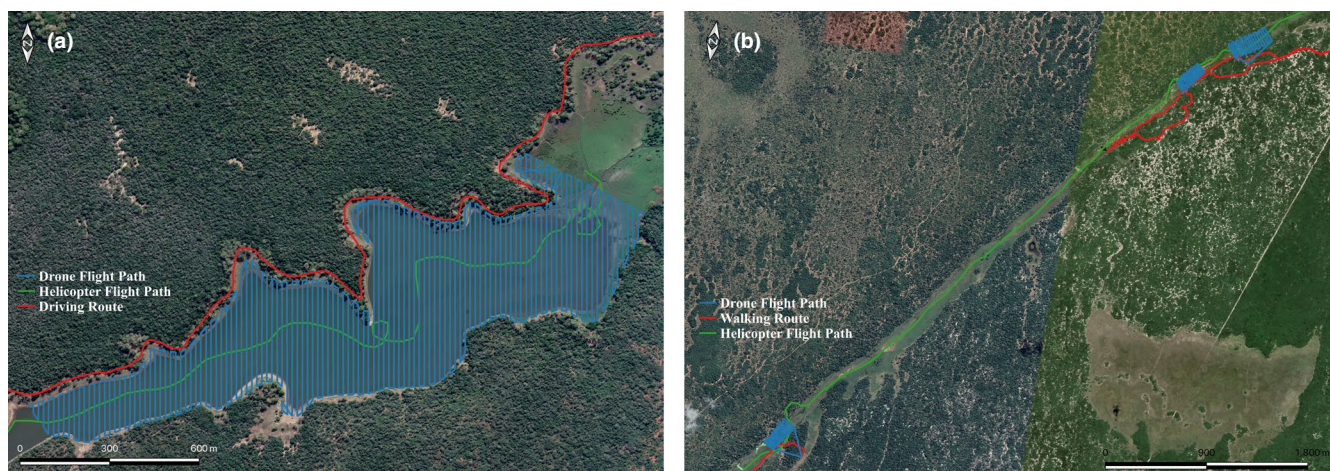 (a)
Drone Flight Path
Helicopter Flight Path
Driving Route
0 300 600 m
(b)
Drone Flight Path
Walking Route
Helicopter Flight Path
0 900 1,800 m